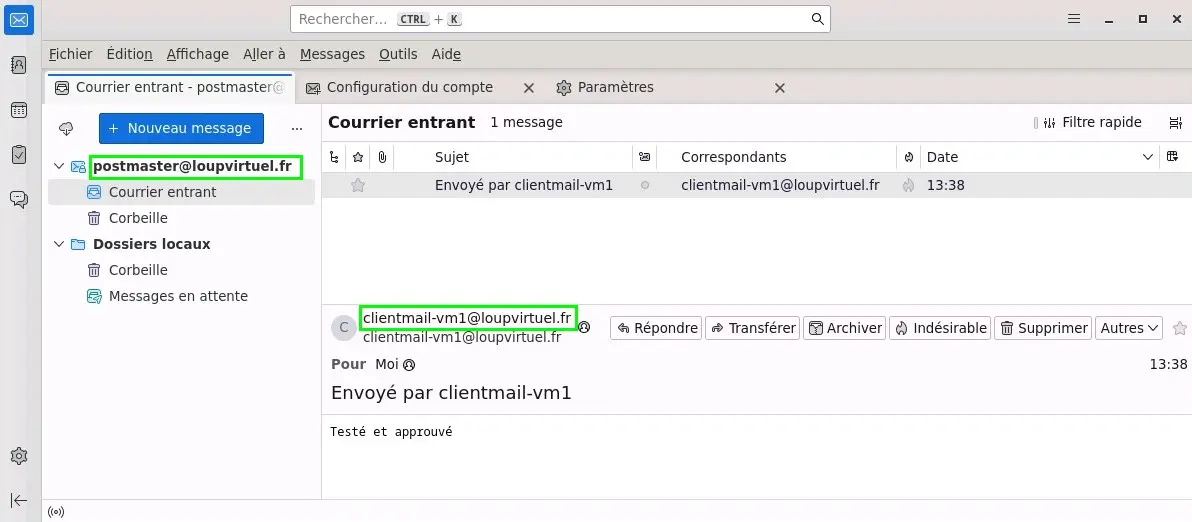 Rechercher... CTRL + K
Fichier Édition Affichage Aller à Messages Outils Aide
Courrier entrant - postmaster@ Configuration du compte Paramètres
+ Nouveau message ...
postmaster@loupvirtuel.fr
Courrier entrant
Corbeille
Dossiers locaux
Corbeille
Messages en attente
Courrier entrant 1 message Filtre rapide
Sujet Correspondants Date
Envoyé par clientmail-vm1 clientmail-vm1@loupvirtuel.fr 13:38
C
clientmail-vm1@loupvirtuel.fr
clientmail-vm1@loupvirtuel.fr
Répondre Transférer Archiver Indésirable Supprimer Autres
Pour Moi 13:38
Envoyé par clientmail-vm1
Testé et approuvé